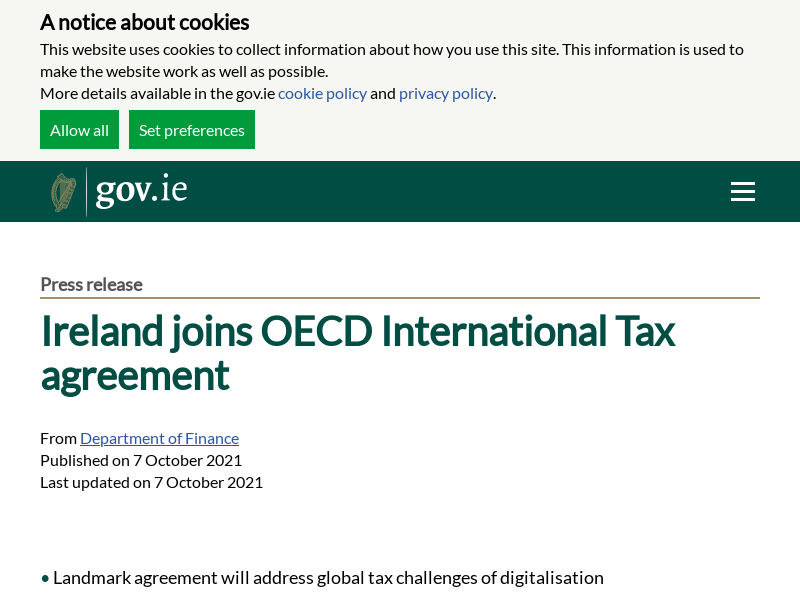 A notice about cookies
This website uses cookies to collect information about how you use this site. This information is used to
make the website work as well as possible.
More details available in the gov.ie cookie policy and privacy policy.
Allow all Set preferences
gov.ie
Press release
Ireland joins OECD International Tax
agreement
From Department of Finance
Published on 7 October 2021
Last updated on 7 October 2021
• Landmark agreement will address global tax challenges of digitalisation